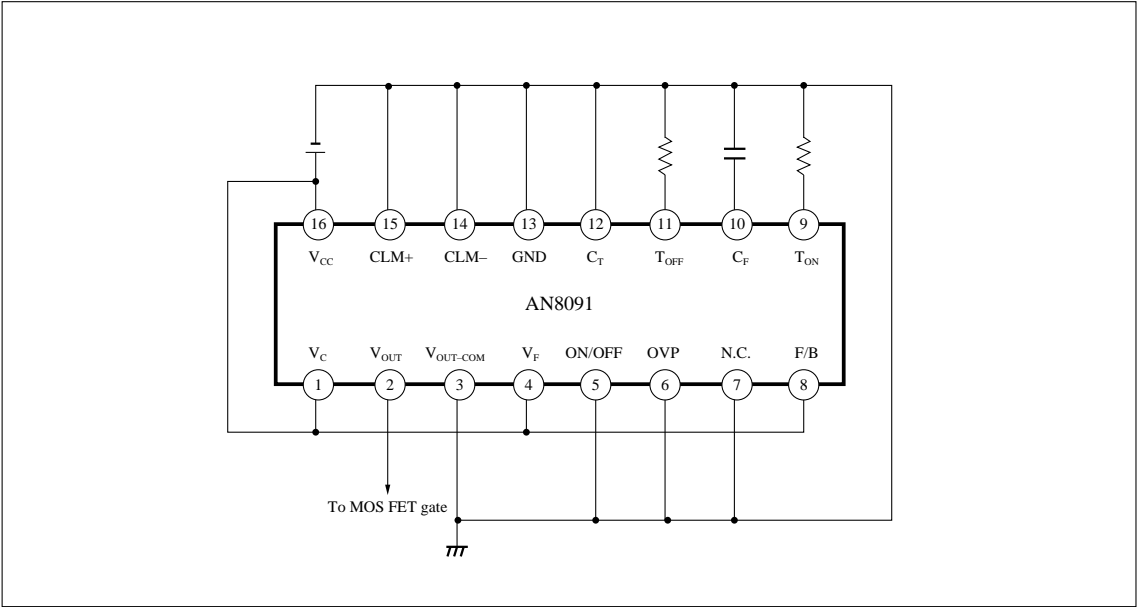 16 15 14 13 12 11 10 9
VCC CLM+ CLM– GND CT TOFF CF TON
AN8091
VC VOUT VOUT–COM VF ON/OFF OVP N.C. F/B
1 2 3 4 5 6 7 8
To MOS FET gate